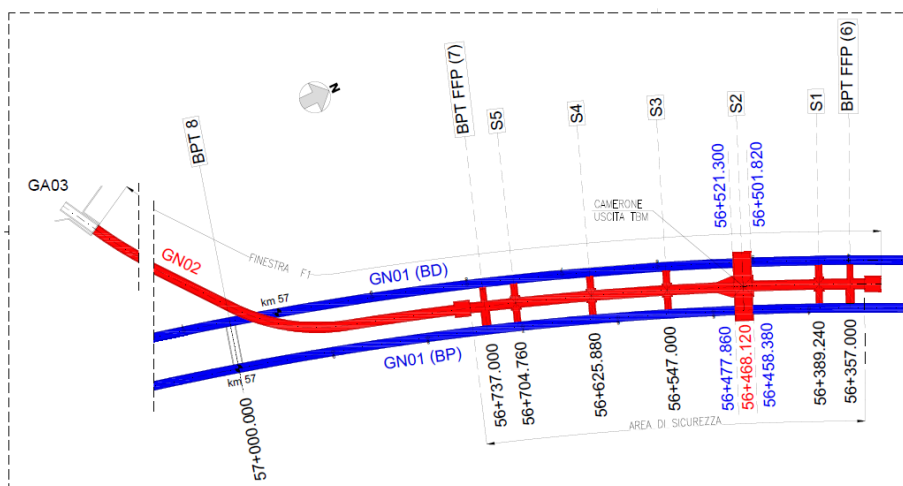 GA03
BPT 8
N
BPT FFP (7)
S5
S4
S3
S2
S1
BPT FFP (6)
56+521.300
56+501.820
CAMERONE
USCITA TBM
FINESTRA F1
GN02
GN01 (BD)
km 57
GN01 (BP)
km 57
57+000.000
56+737.000
56+704.760
56+625.880
56+547.000
56+477.860
56+468.120
56+458.380
56+389.240
56+357.000
AREA DI SICUREZZA